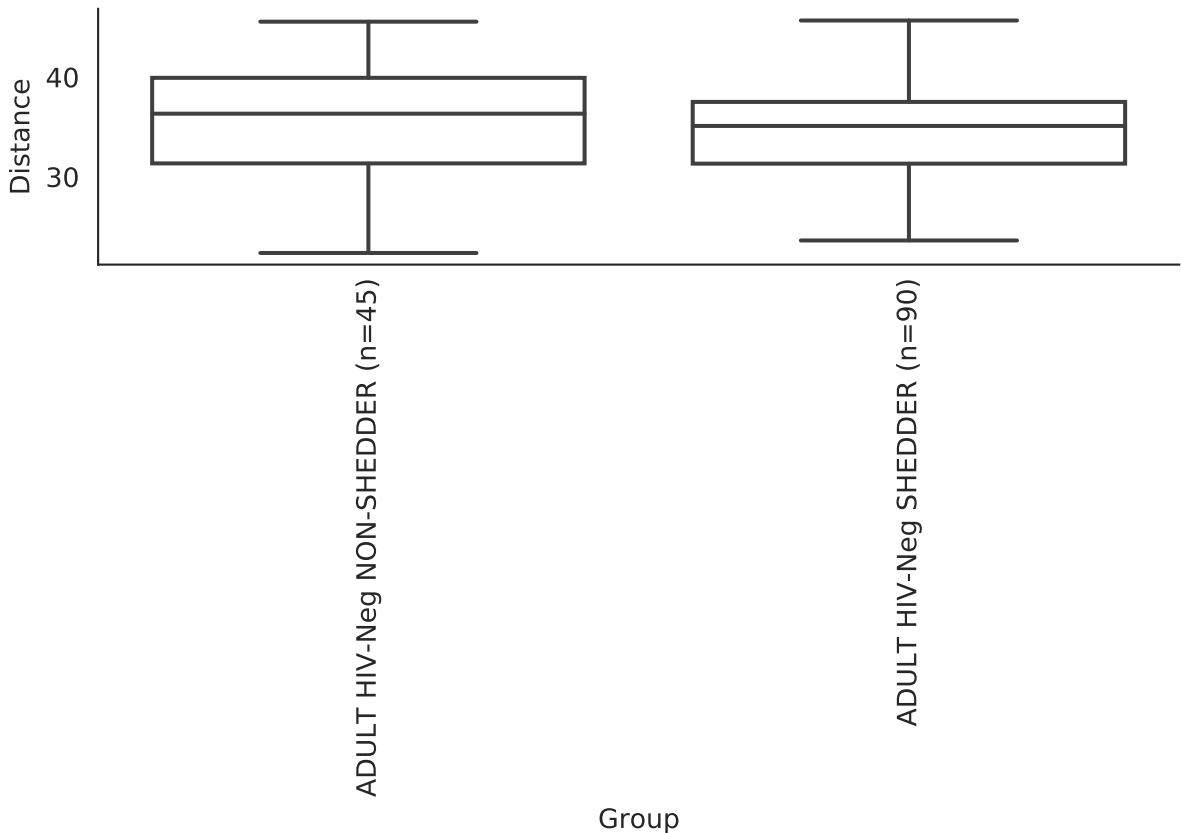 Distance
40
30
ADULT HIV-Neg NON-SHEDDER (n=45)
ADULT HIV-Neg SHEDDER (n=90)
Group